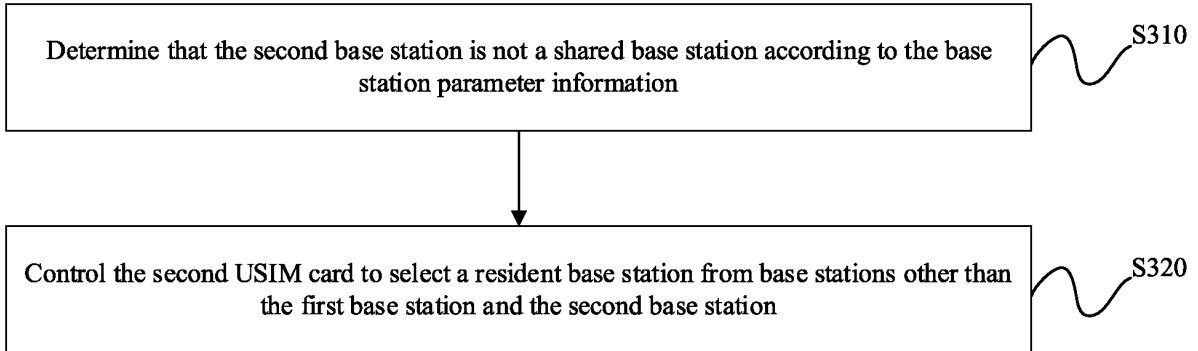 Determine that the second base station is not a shared base station according to the base
station parameter information
S310
Control the second USIM card to select a resident base station from base stations other than
the first base station and the second base station
S320